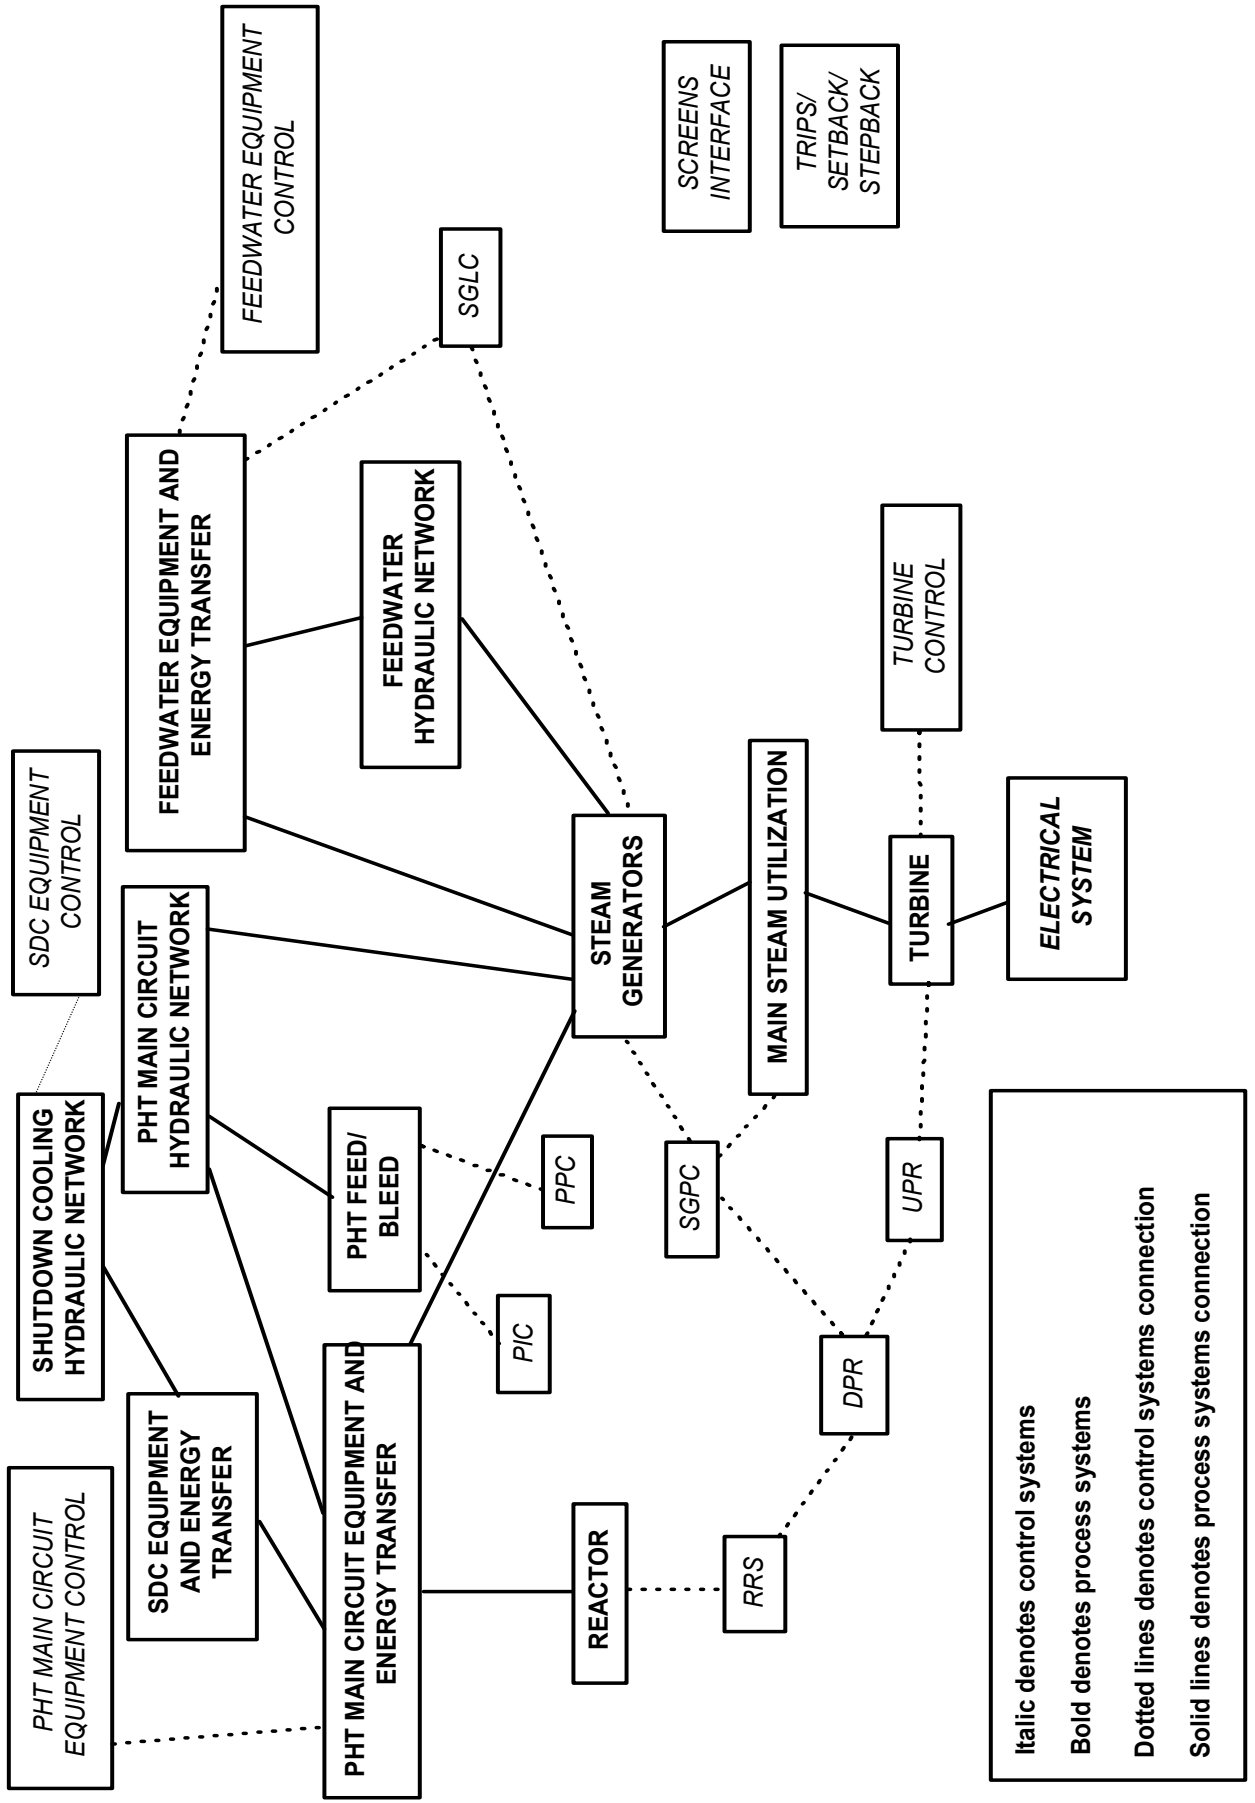 PHT MAIN CIRCUIT
EQUIPMENT CONTROL
SHUTDOWN COOLING
HYDRAULIC NETWORK
SDC EQUIPMENT
CONTROL
FEEDWATER EQUIPMENT
CONTROL
SDC EQUIPMENT
AND ENERGY
TRANSFER
PHT MAIN CIRCUIT
HYDRAULIC NETWORK
FEEDWATER EQUIPMENT AND
ENERGY TRANSFER
PHT MAIN CIRCUIT EQUIPMENT AND
ENERGY TRANSFER
PHT FEED/
BLEED
FEEDWATER
HYDRAULIC NETWORK
SGLC
PIC
PPC
REACTOR
STEAM
GENERATORS
SCREENS
INTERFACE
RRS
SGPC
MAIN STEAM UTILIZATION
TRIPS/
SETBACK/
STEPBACK
DPR
UPR
TURBINE
TURBINE
CONTROL
ELECTRICAL
SYSTEM
Italic denotes control systems
Bold denotes process systems
Dotted lines denotes control systems connection
Solid lines denotes process systems connection